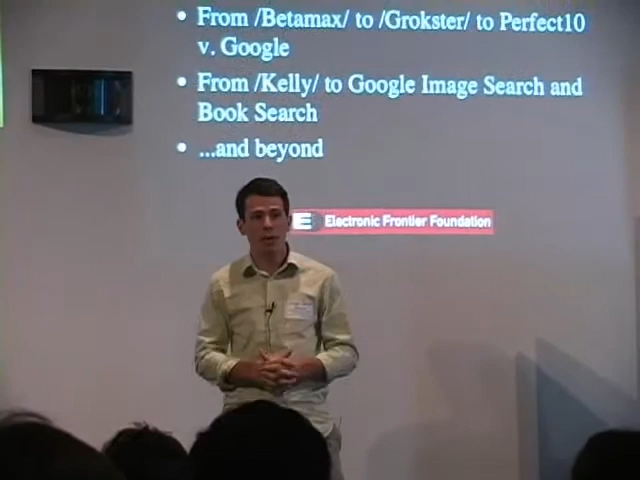 • From /Betamax/ to /Grokster/ to Perfect10
v. Google
• From /Kelly/ to Google Image Search and
Book Search
• ...and beyond
E Electronic Frontier Foundation